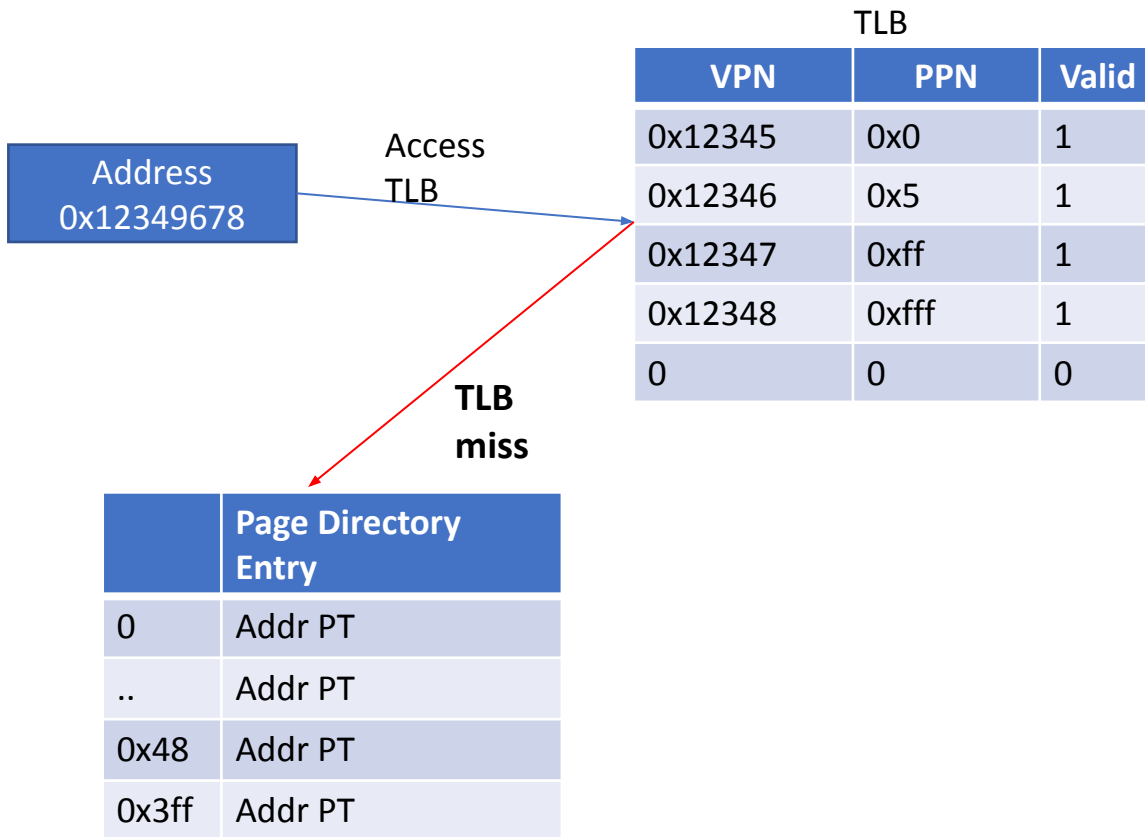 TLB
VPN PPN Valid
0x12345 0x0 1
0x12346 0x5 1
0x12347 0xff 1
0x12348 0xfff 1
0 0 0
Address
0x12349678
Access
TLB
TLB
miss
Page Directory
Entry
0 Addr PT
.. Addr PT
0x48 Addr PT
0x3ff Addr PT